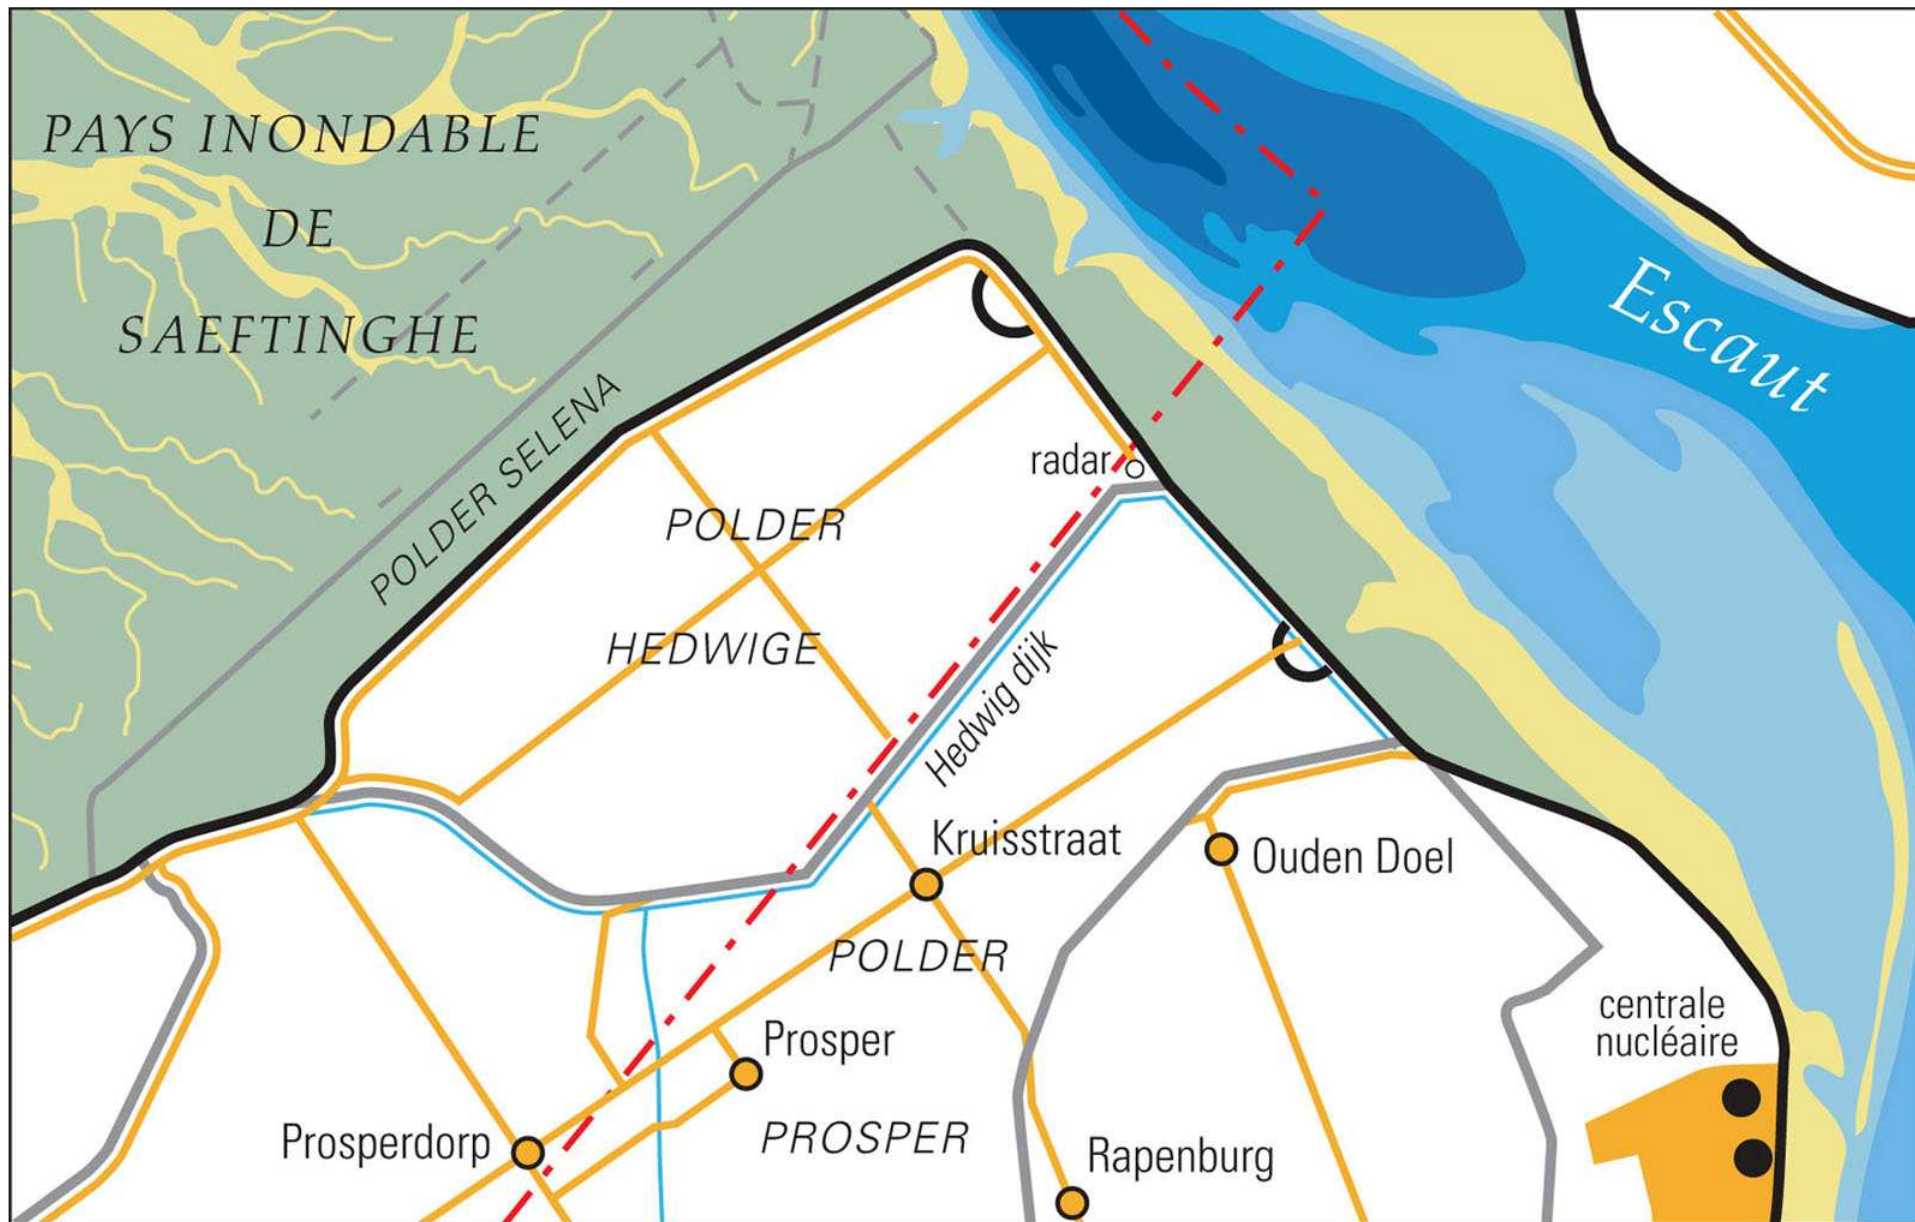 PAYS INONDABLE
DE
SAEFTINGHE
Escaut
POLDER SELENA
radar
POLDER
HEDWIGE
Hedwig dijk
Kruisstraat
Ouden Doel
POLDER
centrale
nucléaire
Prosper
PROSPER
Prosperdorp
Rapenburg